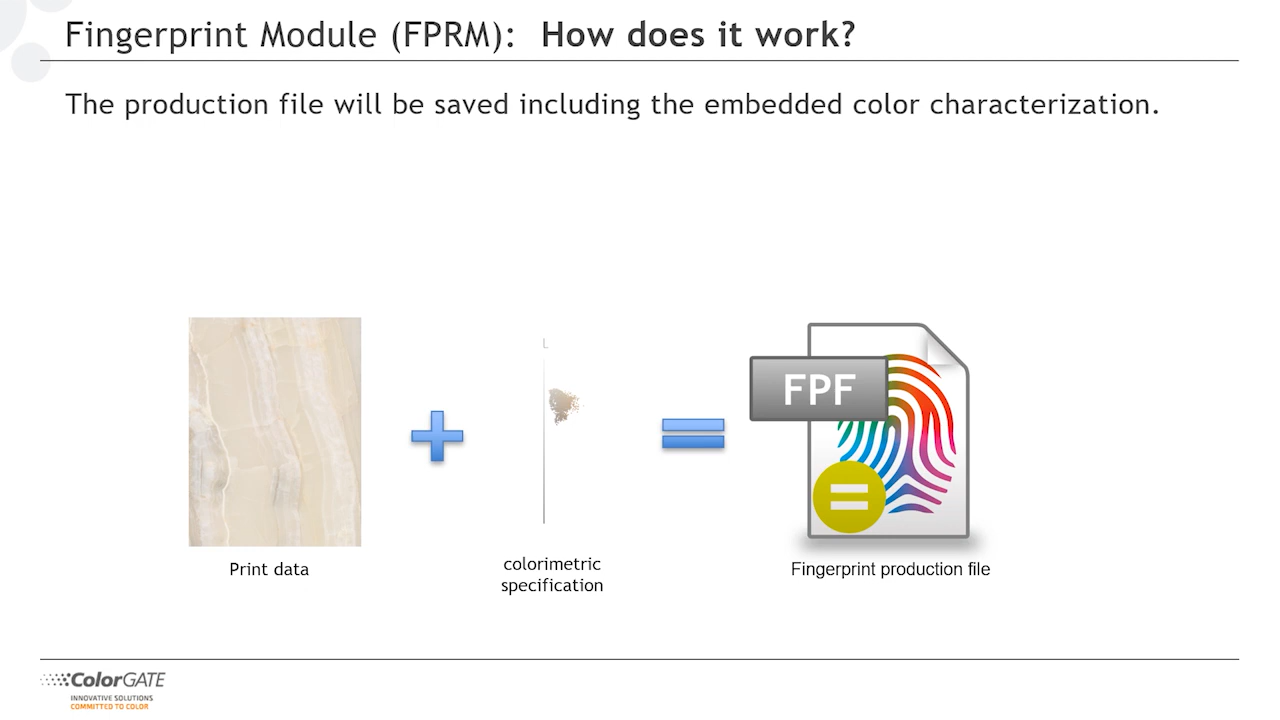 Fingerprint Module (FPRM): How does it work?
The production file will be saved including the embedded color characterization.
L
FPF
Print data
colorimetric
specification
Fingerprint production file
ColorGATE
INNOVATIVE SOLUTIONS
COMMITTED TO COLOR